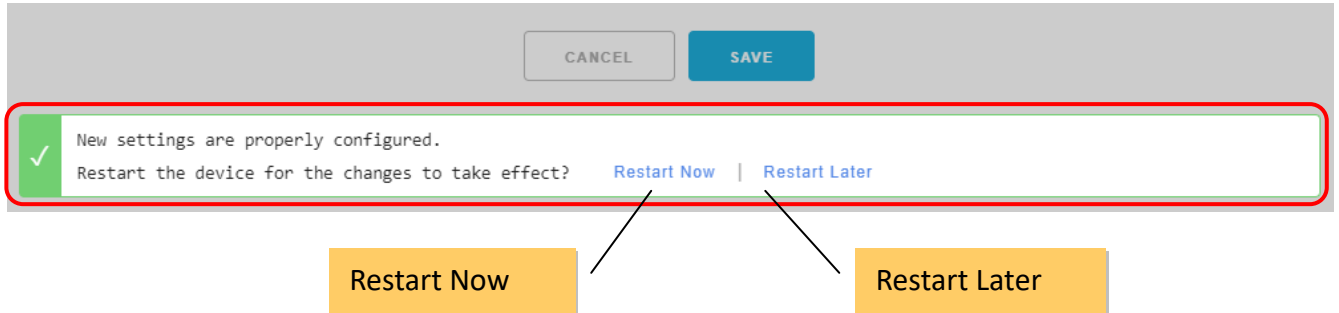 CANCEL SAVE
New settings are properly configured.
Restart the device for the changes to take effect? Restart Now | Restart Later
Restart Now Restart Later